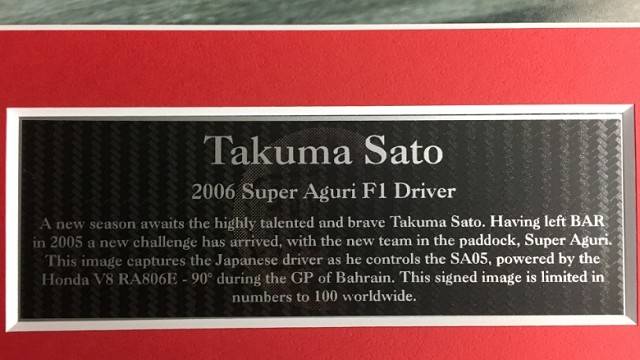 Takuma Sato
2006 Super Aguri F1 Driver
A new season awaits the highly talented and brave Takuma Sato. Having left BAR
in 2005 a new challenge has arrived, with the new team in the paddock, Super Aguri.
This image captures the Japanese driver as he controls the SA05, powered by the
Honda V8 RA806E - 90° during the GP of Bahrain. This signed image is limited in
numbers to 100 worldwide.